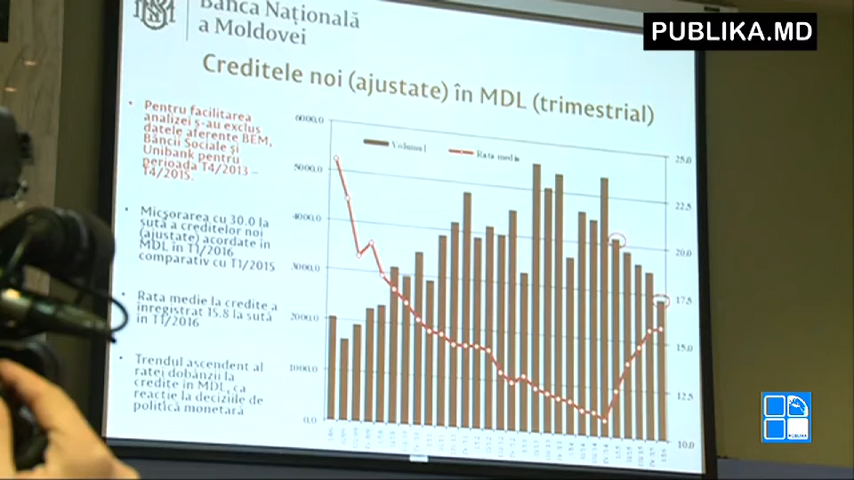 Banca Națională
a Moldovei
PUBLIKA.MD
Creditele noi (ajustate) în MDL (trimestrial)
• Pentru facilitarea
analizei s-au exclus
datele aferente BEM,
Băncii Sociale și
Unibank pentru
perioada T4/2013 –
T4/2015.
• Micșorarea cu 30.0 la
sută a creditelor noi
(ajustate) acordate în
MDL în T1/2016
comparativ cu T1/2015
• Rata medie la credite a
înregistrat 15.8 la sută
în T1/2016
• Trendul ascendent al
ratei dobânzii la
credite în MDL, ca
reacție la deciziile de
politică monetară
Volumul
Rata medie
6000.0
5000.0
4000.0
3000.0
2000.0
1000.0
0.0
25.0
22.5
20.0
17.5
15.0
12.5
10.0
PUBLIKA